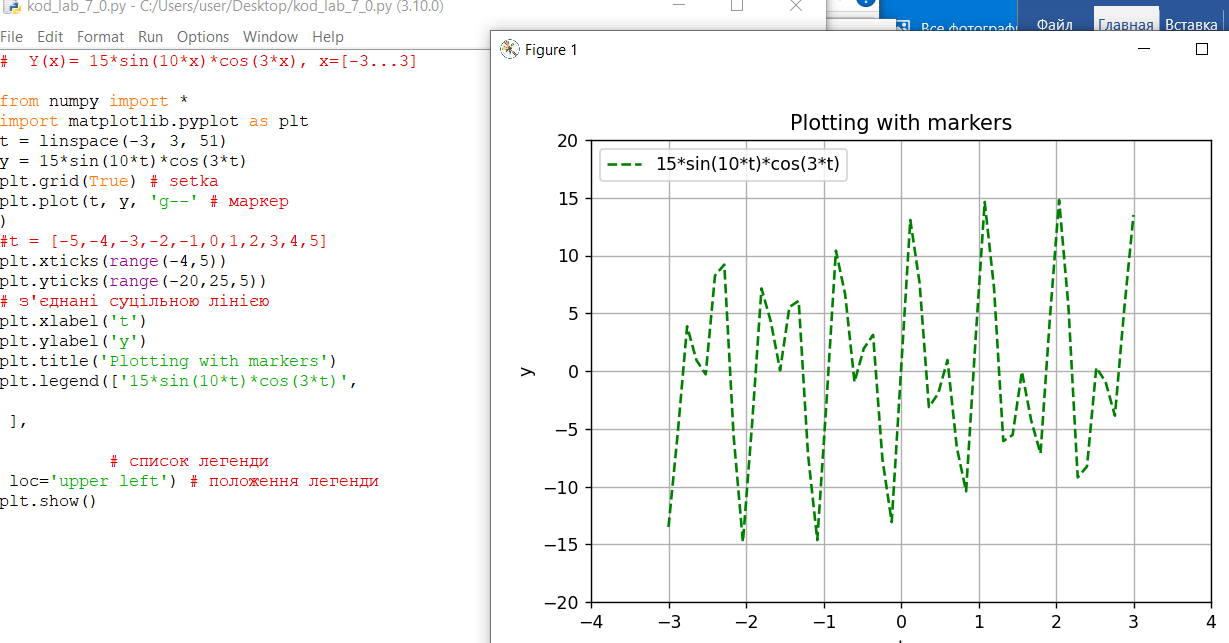 kod_lab_7_0.py - C:/Users/user/Desktop/kod_lab_7_0.py (3.10.0)
File Edit Format Run Options Window Help
# Y(x)= 15*sin(10*x)*cos(3*x), x=[-3...3]
from numpy import *
import matplotlib.pyplot as plt
t = linspace(-3, 3, 51)
y = 15*sin(10*t)*cos(3*t)
plt.grid(True) # setka
plt.plot(t, y, 'g--' # маркер
)
#t = [-5,-4,-3,-2,-1,0,1,2,3,4,5]
plt.xticks(range(-4,5))
plt.yticks(range(-20,25,5))
# з'єднані суцільною лінією
plt.xlabel('t')
plt.ylabel('y')
plt.title('Plotting with markers')
plt.legend(['15*sin(10*t)*cos(3*t)',
],
# список легенди
loc='upper left') # положення легенди
plt.show()
Все фотограф
Файл Главная Вставка
Figure 1
Plotting with markers
15*sin(10*t)*cos(3*t)
20
15
10
5
0
−5
−10
−15
−20
y
−4 −3 −2 −1 0 1 2 3 4